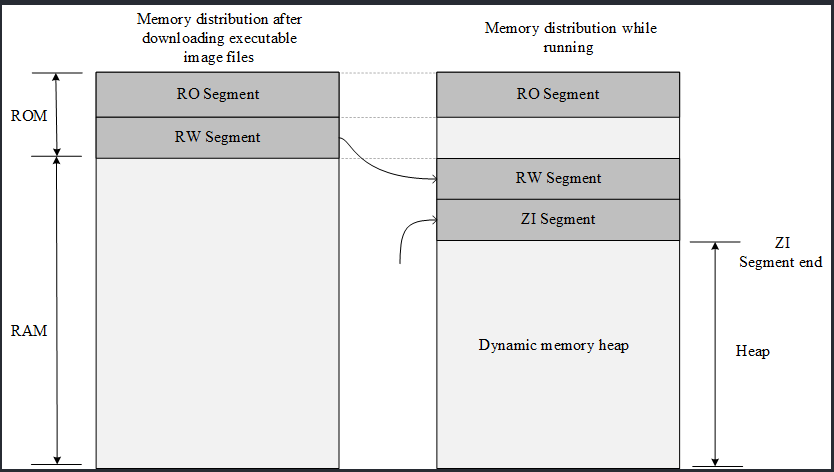 Memory distribution after
downloading executable
image files
Memory distribution while
running
ROM
RO Segment
RW Segment
RO Segment
RW Segment
ZI Segment
ZI
Segment end
RAM
Dynamic memory heap
Heap